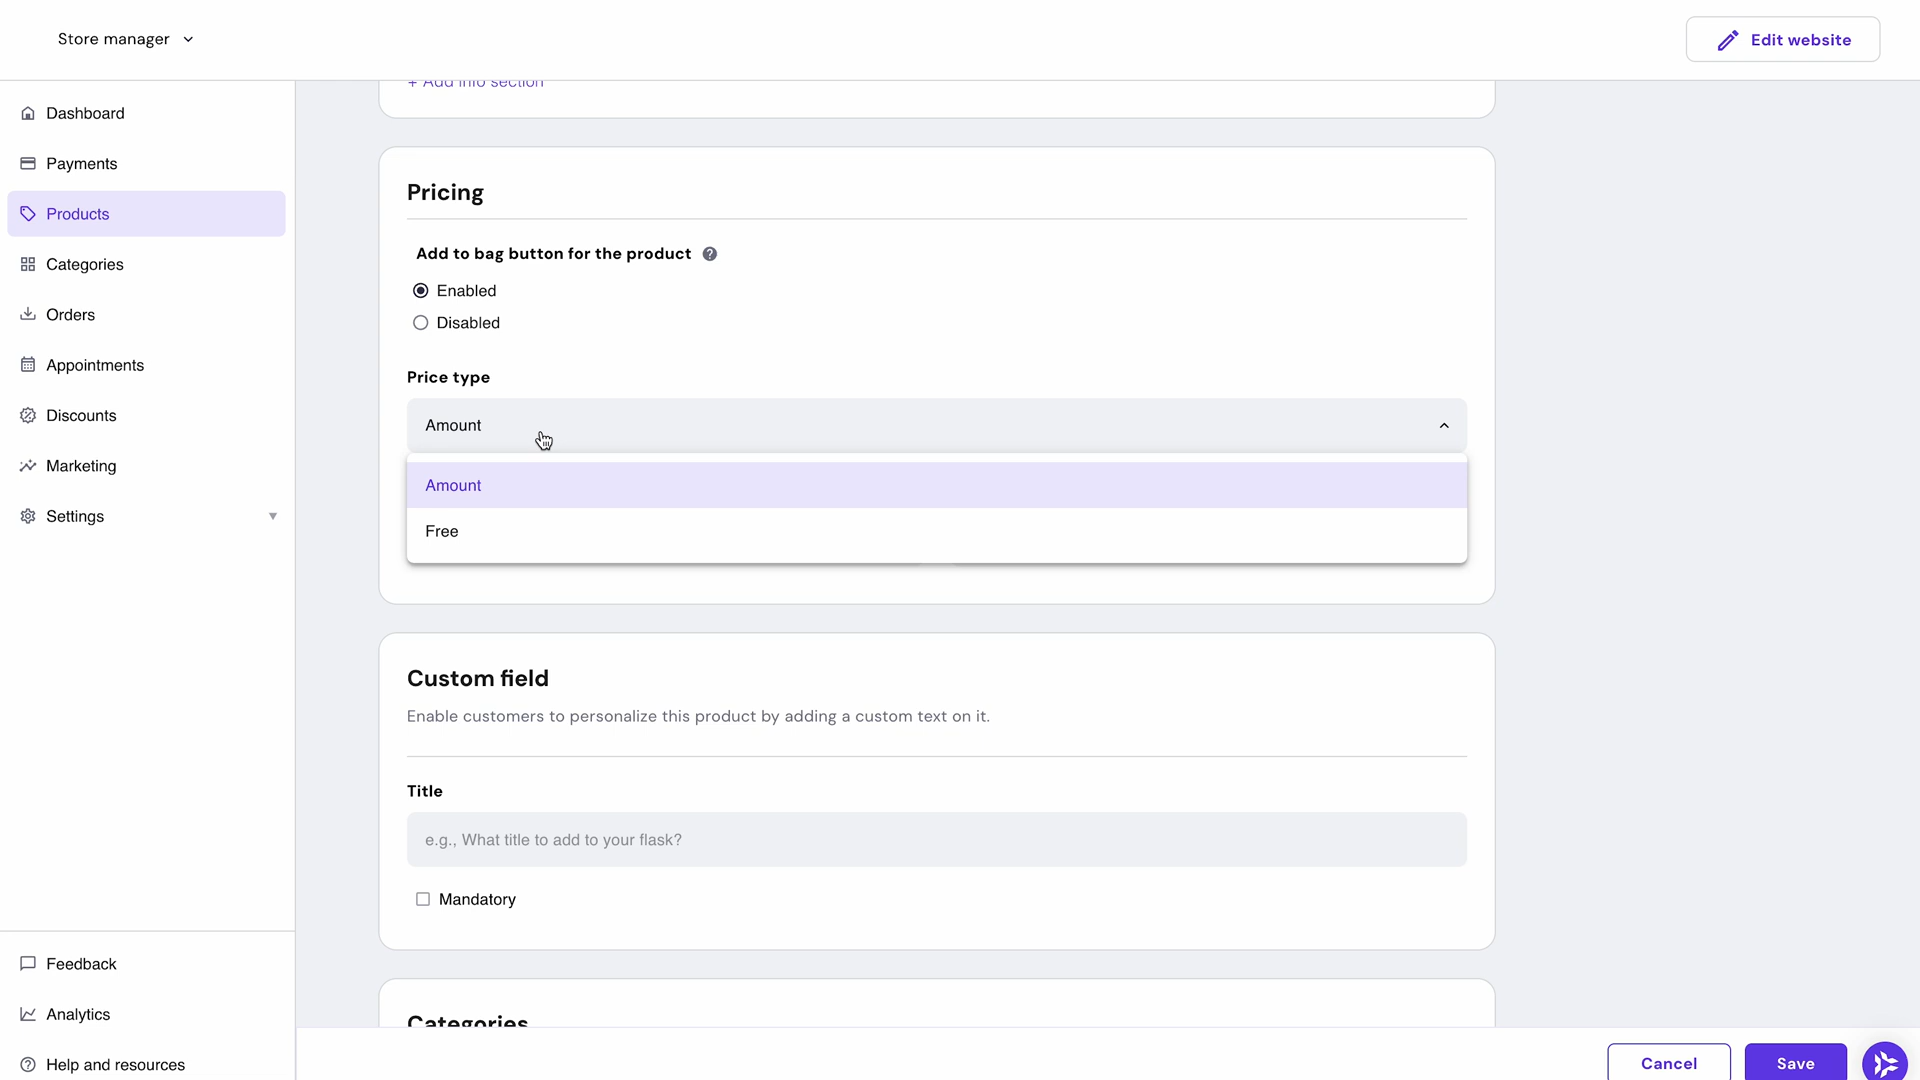 Store manager
Edit website
Dashboard
Payments
Products
Categories
Orders
Appointments
Discounts
Marketing
Settings
Feedback
Analytics
Help and resources
+ Add info section
Pricing
Add to bag button for the product
Enabled
Disabled
Price type
Amount
Amount
Free
Custom field
Enable customers to personalize this product by adding a custom text on it.
Title
e.g., What title to add to your flask?
Mandatory
Categories
Cancel
Save